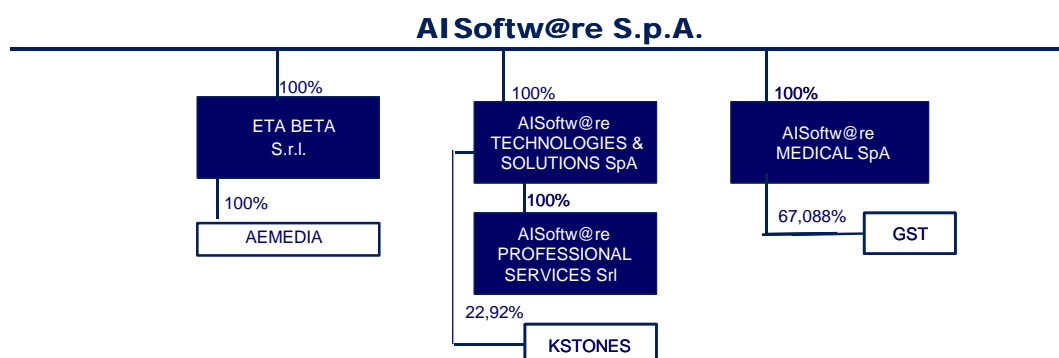 AISoftw@re S.p.A.
100%
100%
100%
ETA BETA
S.r.l.
AISoftw@re
TECHNOLOGIES &
SOLUTIONS SpA
AISoftw@re
MEDICAL SpA
100%
100%
67,088%
AEMEDIA
AISoftw@re
PROFESSIONAL
SERVICES Srl
GST
22,92%
KSTONES